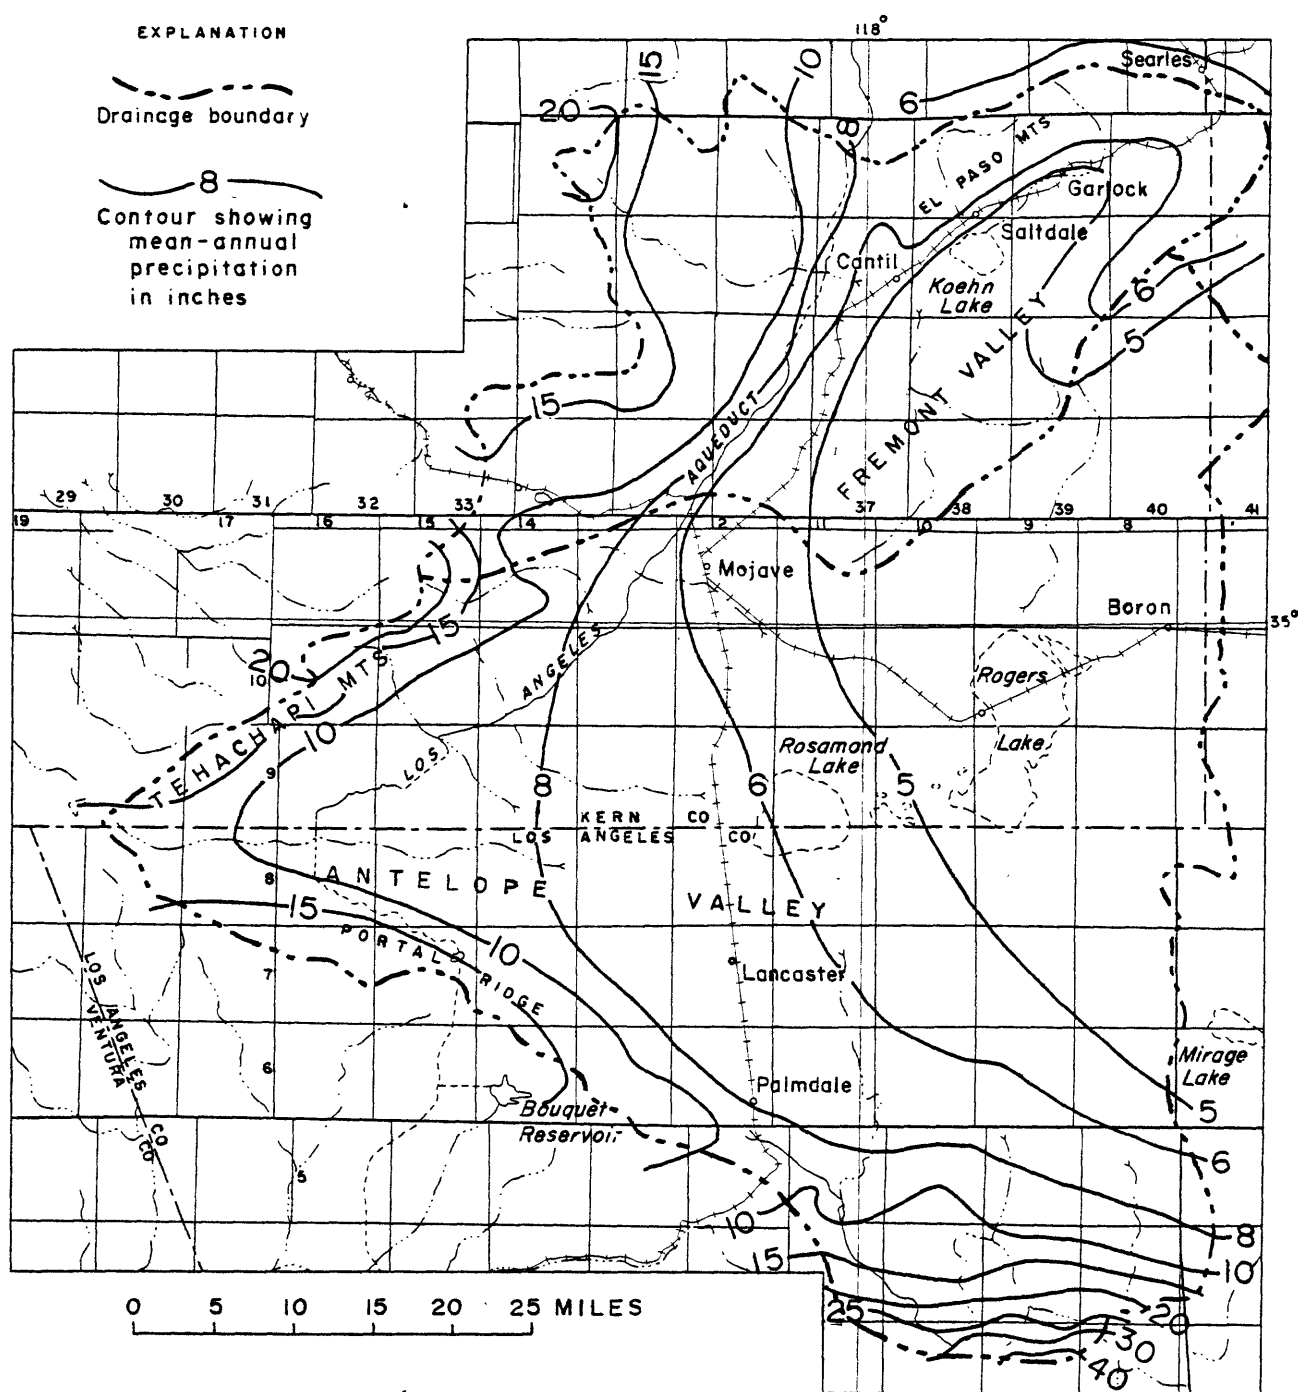 EXPLANATION
Drainage boundary
8
Contour showing
mean-annual
precipitation
in inches
118°
15
10
20
8
6
Searles
EL PASO MTS
Garlock
Saltdale
Cantil
Koehn
Lake
6
5
FREMONT VALLEY
15
AQUEDUCT
29 30 31 32 33 37 38 39 40 41
19 17 16 15 14 12 11 10 9 8
Mojave
Boron
35°
15
20
10
TEHACHAPI MTS
10
LOS ANGELES
Rogers
Lake
Rosamond
Lake
9
8
6
5
KERN CO
LOS ANGELES CO
8
ANTELOPE VALLEY
15
PORTAL RIDGE
10
7
Lancaster
LOS ANGELES CO
VENTURA CO
6
Mirage
Lake
Palmdale
5
Bouquet
Reservoir
6
5
10
8
15
10
25
20
30
40
0 5 10 15 20 25 MILES